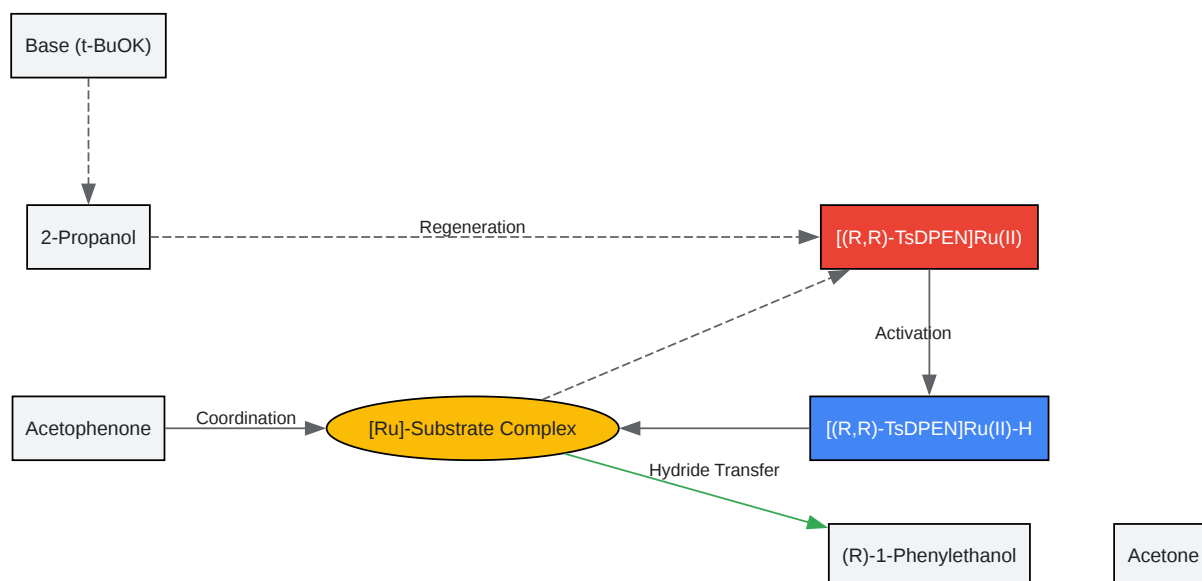 Base (t-BuOK)
2-Propanol
Regeneration
[(R,R)-TsDPEN]Ru(II)
Activation
Acetophenone
Coordination
[Ru]-Substrate Complex
[(R,R)-TsDPEN]Ru(II)-H
Hydride Transfer
(R)-1-Phenylethanol
Acetone